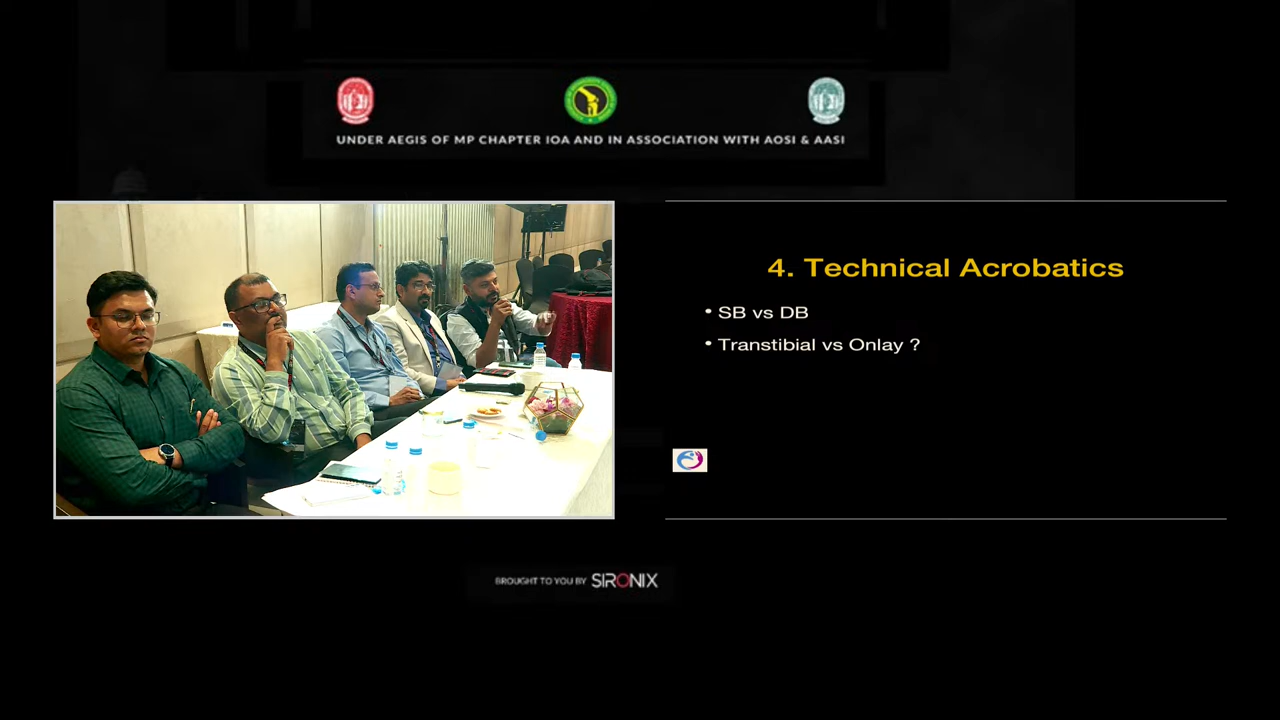 UNDER AEGIS OF MP CHAPTER IOA AND IN ASSOCIATION WITH AOSI & AASI
4. Technical Acrobatics
• SB vs DB
• Transtibial vs Onlay ?
BROUGHT TO YOU BY SIRONIX